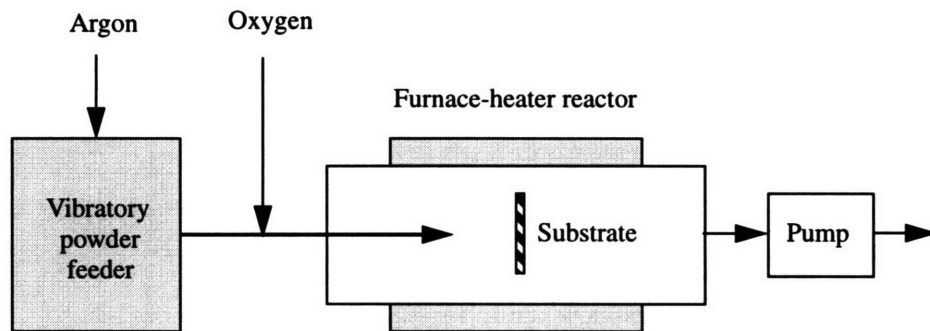 Argon
Oxygen
Furnace-heater reactor
Vibratory
powder
feeder
Substrate
Pump